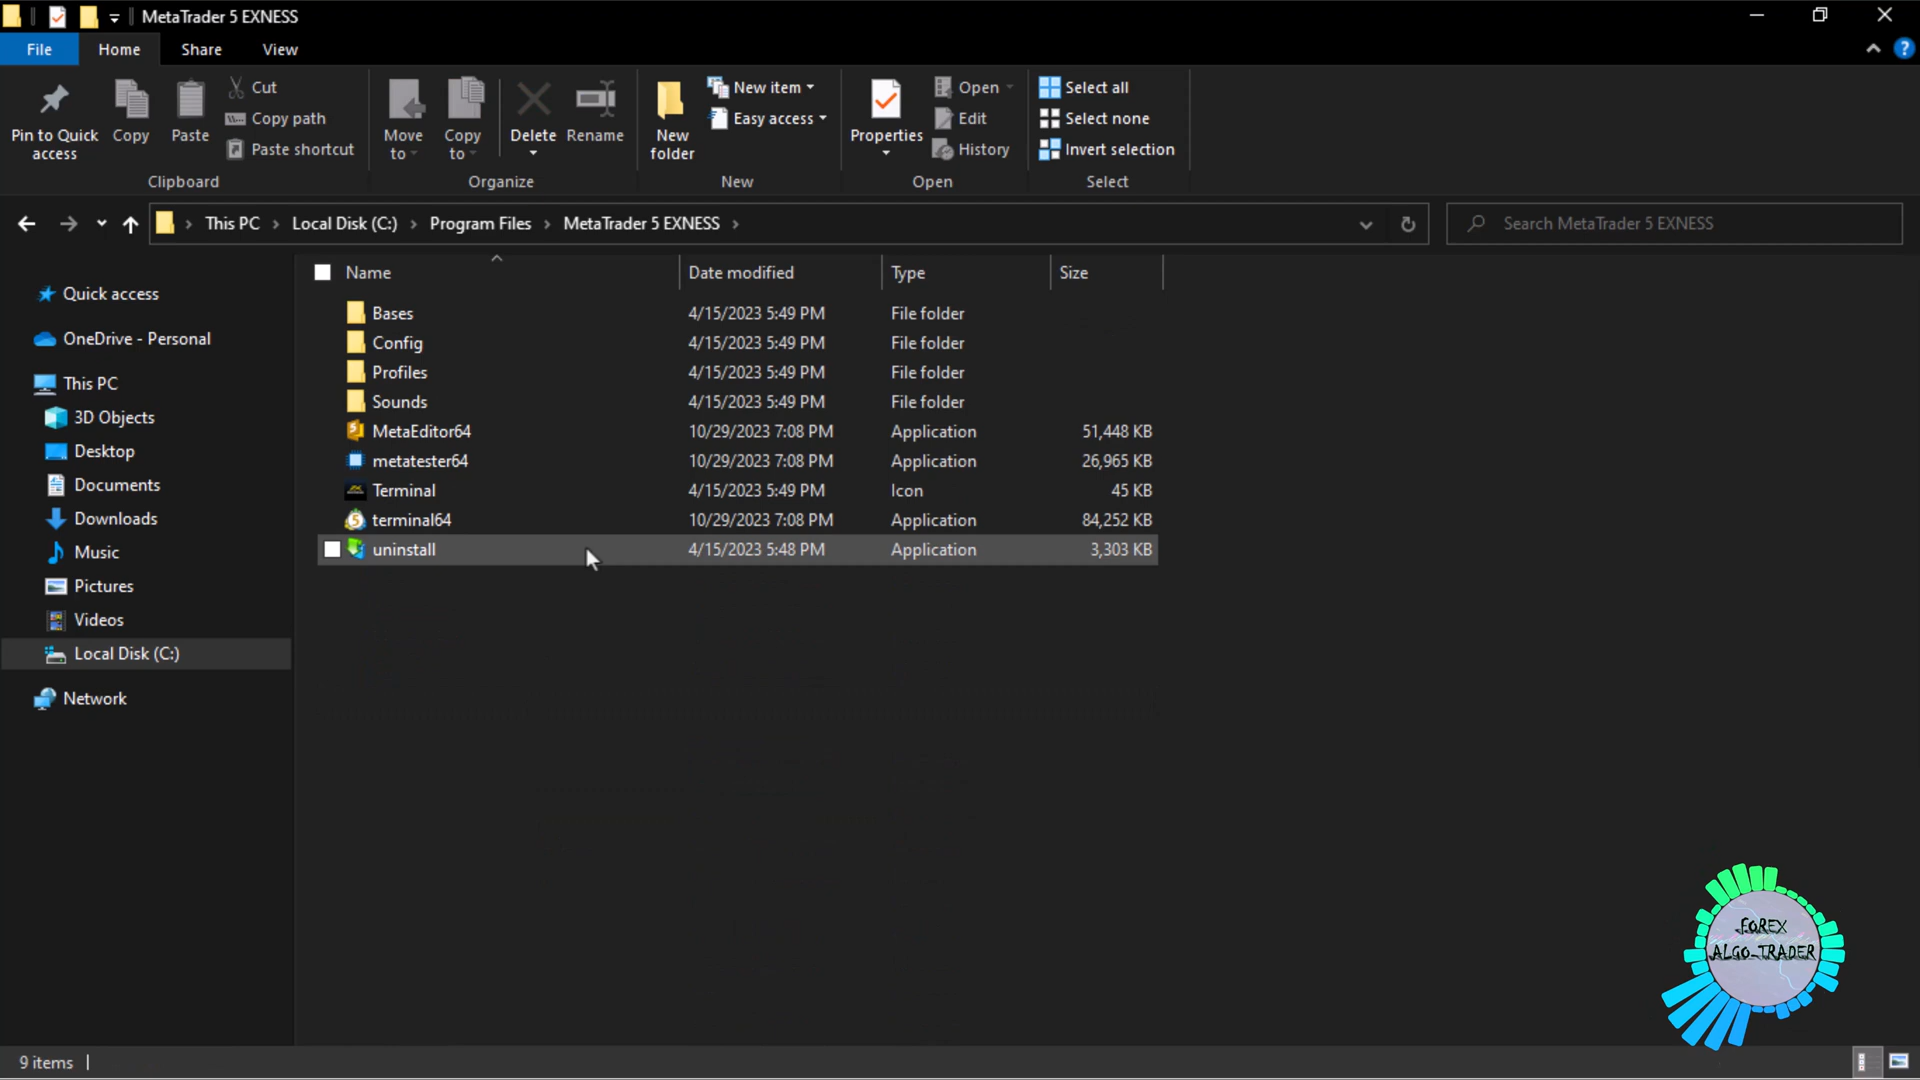 MetaTrader 5 EXNESS
File Home Share View
Pin to Quick access
Copy
Paste
Cut
Copy path
Paste shortcut
Clipboard
Move to
Copy to
Delete
Rename
Organize
New folder
New item
Easy access
New
Properties
Open
Edit
History
Open
Select all
Select none
Invert selection
Select
This PC > Local Disk (C:) > Program Files > MetaTrader 5 EXNESS >
Search MetaTrader 5 EXNESS
Quick access
OneDrive - Personal
This PC
3D Objects
Desktop
Documents
Downloads
Music
Pictures
Videos
Local Disk (C:)
Network
Name Date modified Type Size
Bases 4/15/2023 5:49 PM File folder
Config 4/15/2023 5:49 PM File folder
Profiles 4/15/2023 5:49 PM File folder
Sounds 4/15/2023 5:49 PM File folder
MetaEditor64 10/29/2023 7:08 PM Application 51,448 KB
metatester64 10/29/2023 7:08 PM Application 26,965 KB
Terminal 4/15/2023 5:49 PM Icon 45 KB
terminal64 10/29/2023 7:08 PM Application 84,252 KB
uninstall 4/15/2023 5:48 PM Application 3,303 KB
FOREX
ALGO-TRADER
9 items